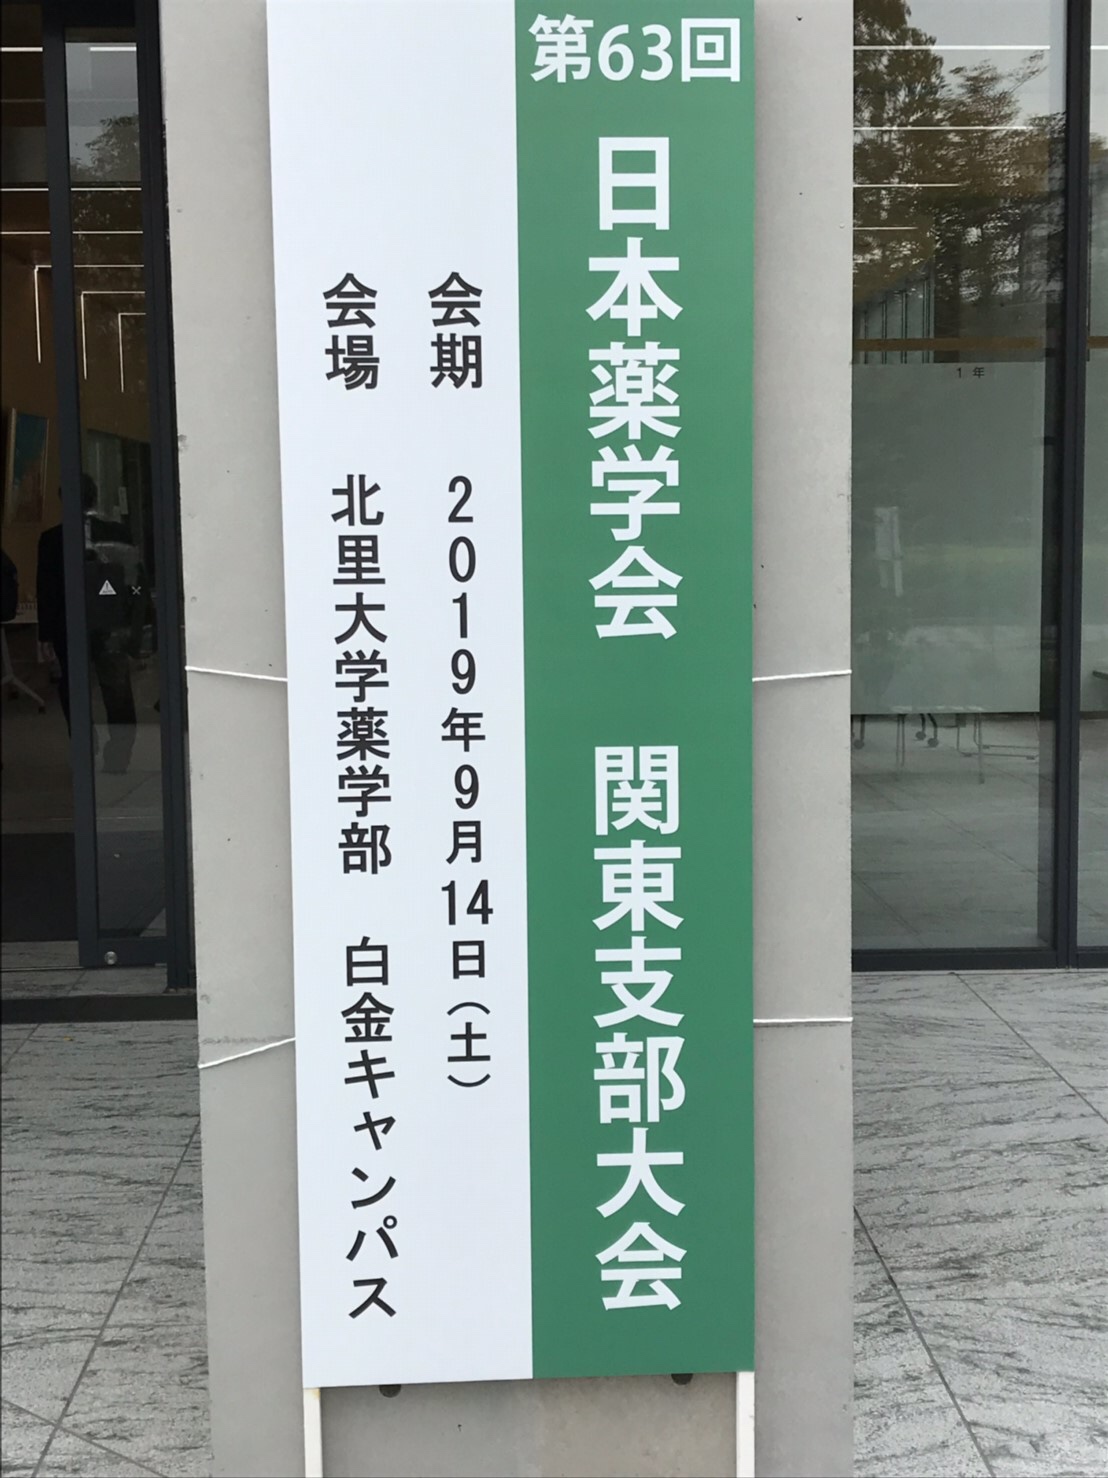 第63回
日本薬学会 関東支部大会
会期 2019年9月14日(土)
会場 北里大学薬学部 白金キャンパス
1年